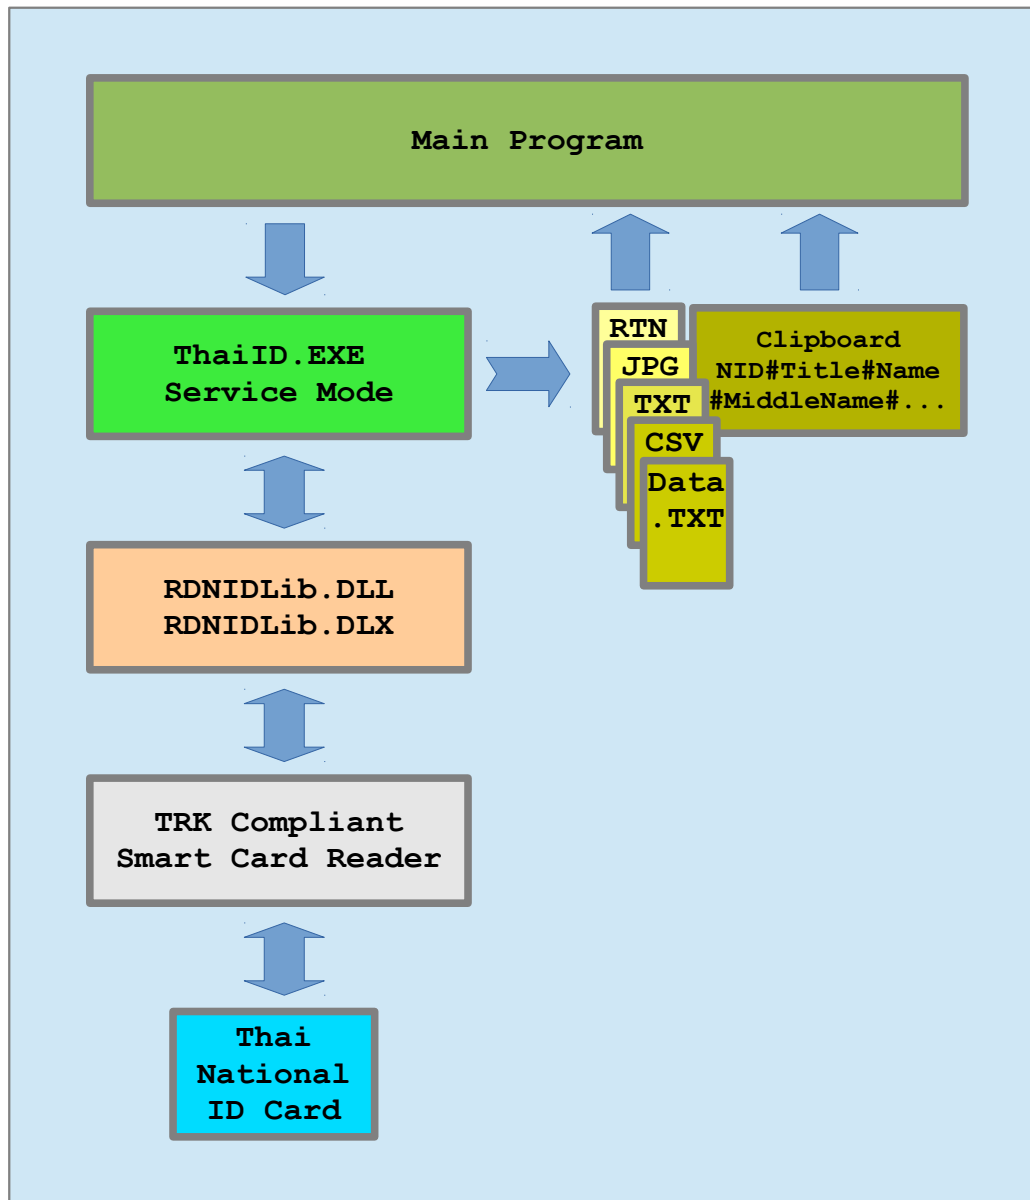 Main Program
ThaiID.EXE
Service Mode
RTN
JPG
TXT
CSV
Data
.TXT
Clipboard
NID#Title#Name
#MiddleName#...
RDNIDLib.DLL
RDNIDLib.DLX
TRK Compliant
Smart Card Reader
Thai
National
ID Card